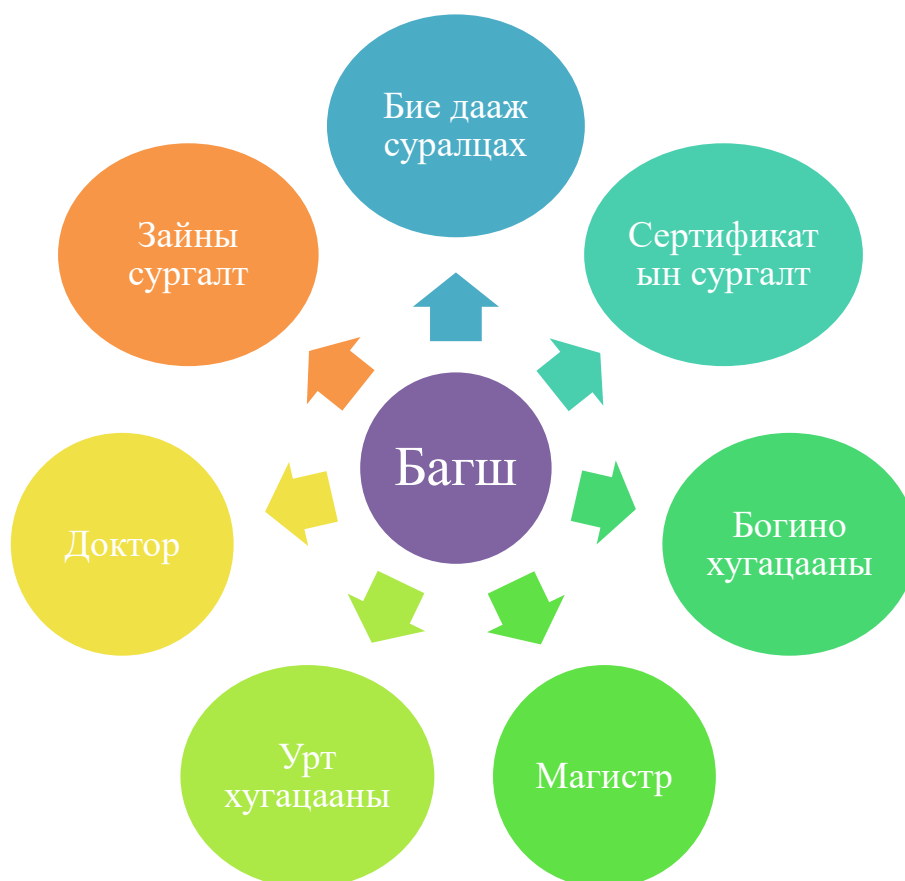 Бие дааж
суралцах
Зайны
сургалт
Сертификат
ын сургалт
Багш
Доктор
Богино
хугацааны
Урт
хугацааны
Магистр